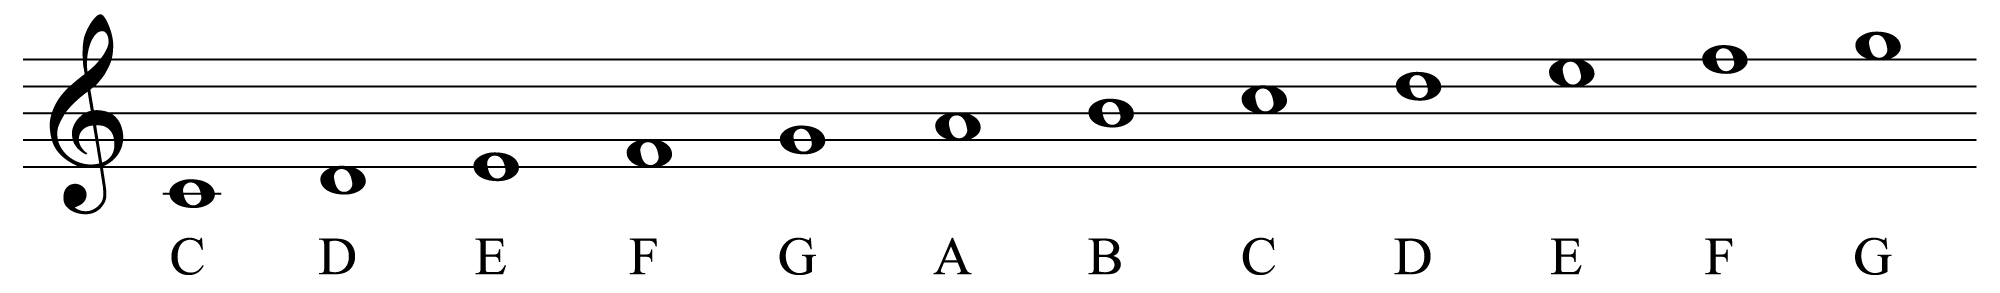 C D E F G A B C D E F G